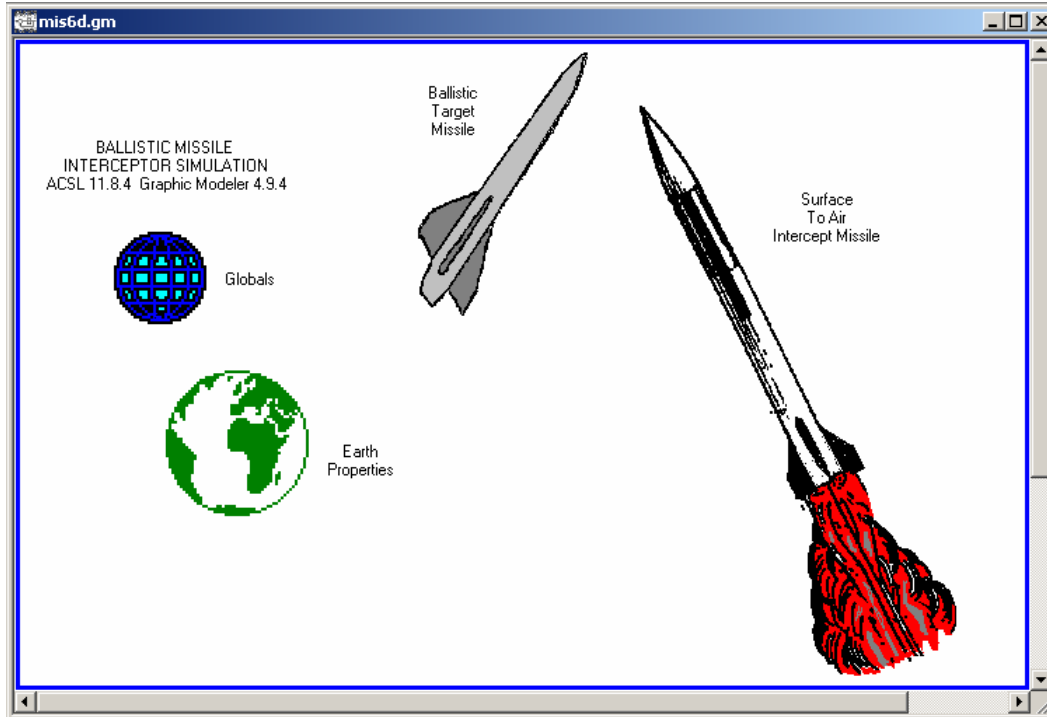 mis6d.gm
Ballistic
Target
Missile
BALLISTIC MISSILE
INTERCEPTOR SIMULATION
ACSL 11.8.4 Graphic Modeler 4.9.4
Surface
To Air
Intercept Missile
Globals
Earth
Properties